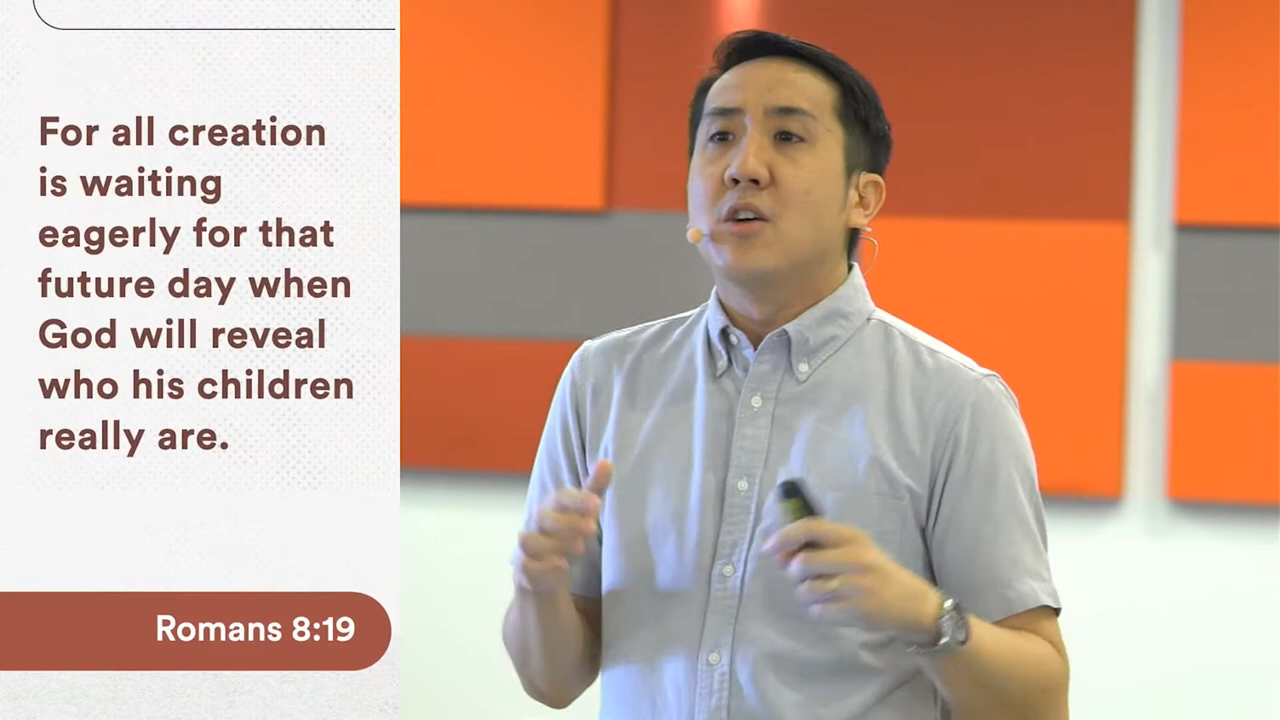 For all creation
is waiting
eagerly for that
future day when
God will reveal
who his children
really are.
Romans 8:19